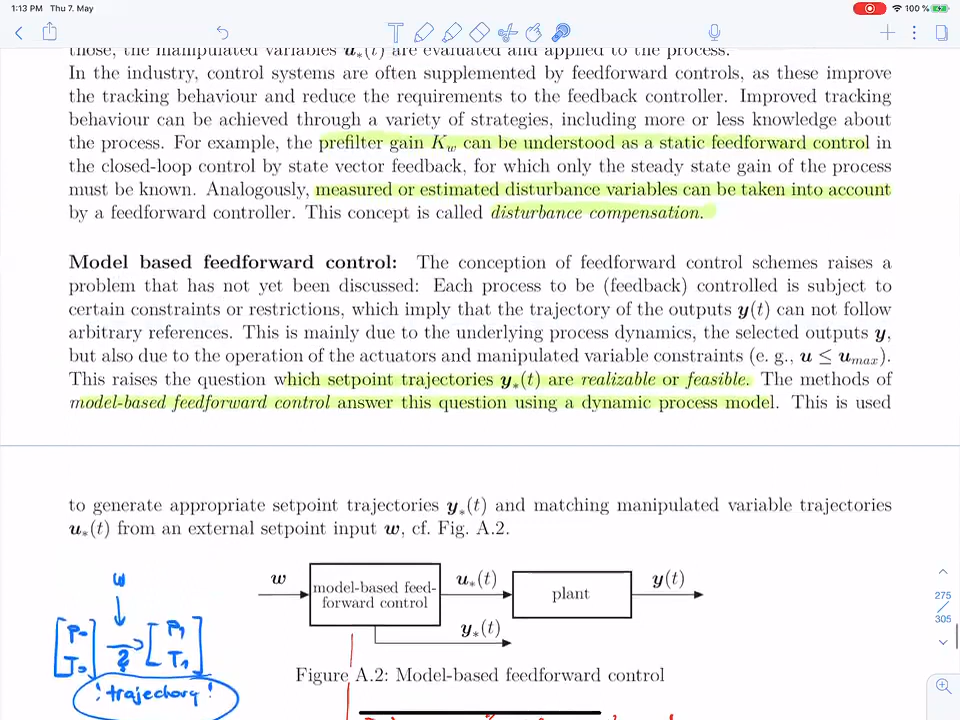 1:13 PM Thu 7. May
100 %
those, the manipulated variables u*(t) are evaluated and applied to the process.
In the industry, control systems are often supplemented by feedforward controls, as these improve
the tracking behaviour and reduce the requirements to the feedback controller. Improved tracking
behaviour can be achieved through a variety of strategies, including more or less knowledge about
the process. For example, the prefilter gain K_w can be understood as a static feedforward control in
the closed-loop control by state vector feedback, for which only the steady state gain of the process
must be known. Analogously, measured or estimated disturbance variables can be taken into account
by a feedforward controller. This concept is called disturbance compensation.
Model based feedforward control: The conception of feedforward control schemes raises a
problem that has not yet been discussed: Each process to be (feedback) controlled is subject to
certain constraints or restrictions, which imply that the trajectory of the outputs y(t) can not follow
arbitrary references. This is mainly due to the underlying process dynamics, the selected outputs y,
but also due to the operation of the actuators and manipulated variable constraints (e. g., u ≤ u_max).
This raises the question which setpoint trajectories y*(t) are realizable or feasible. The methods of
model-based feedforward control answer this question using a dynamic process model. This is used
to generate appropriate setpoint trajectories y*(t) and matching manipulated variable trajectories
u*(t) from an external setpoint input w, cf. Fig. A.2.
w
model-based feed-
forward control
u*(t)
plant
y(t)
y*(t)
w
P₁
T₁
!trajectory!
Figure A.2: Model-based feedforward control
275
305